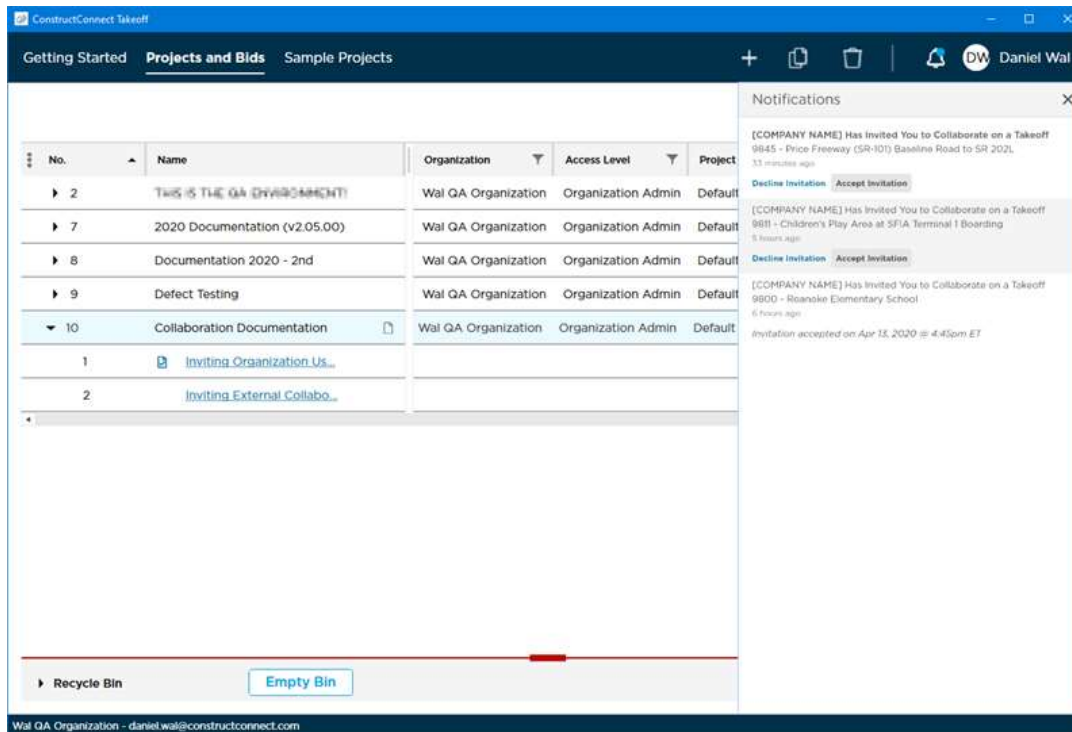 ConstructConnect Takeoff
Getting Started Projects and Bids Sample Projects
DW Daniel Wal
Notifications
[COMPANY NAME] Has Invited You to Collaborate on a Takeoff
9845 - Price Freeway (SR-101) Baseline Road to SR 202L
33 minutes ago
Decline Invitation Accept Invitation
[COMPANY NAME] Has Invited You to Collaborate on a Takeoff
9811 - Children's Play Area at SFIA Terminal 1 Boarding
5 hours ago
Decline Invitation Accept Invitation
[COMPANY NAME] Has Invited You to Collaborate on a Takeoff
9800 - Roanoke Elementary School
6 hours ago
Invitation accepted on Apr 13, 2020 @ 4:45pm ET
No. Name Organization Access Level Project
2 THIS IS THE QA ENVIRONMENT! Wal QA Organization Organization Admin Default
7 2020 Documentation (v2.05.00) Wal QA Organization Organization Admin Default
8 Documentation 2020 - 2nd Wal QA Organization Organization Admin Default
9 Defect Testing Wal QA Organization Organization Admin Default
10 Collaboration Documentation Wal QA Organization Organization Admin Default
1 Inviting Organization Us...
2 Inviting External Collabo...
Recycle Bin Empty Bin
Wal QA Organization - daniel.wal@constructconnect.com